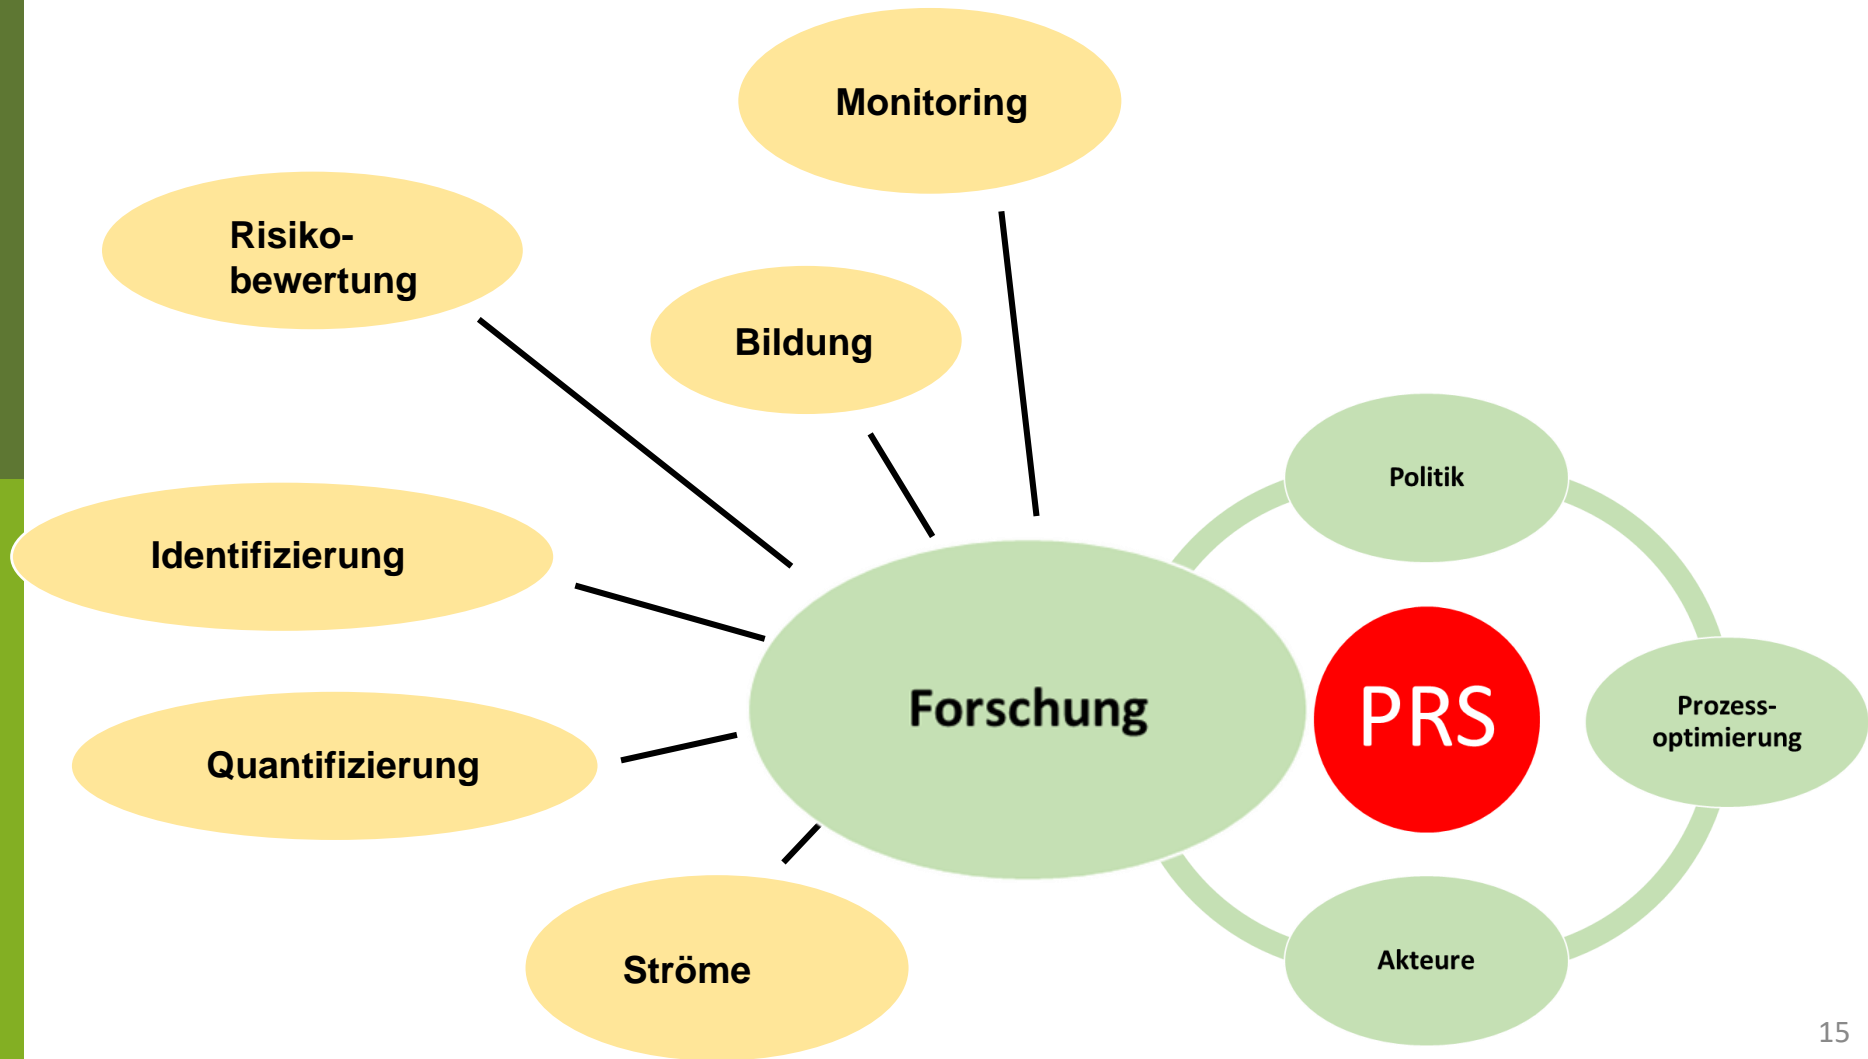 Monitoring
Risiko-
bewertung
Bildung
Politik
Identifizierung
Forschung
PRS
Prozess-
optimierung
Quantifizierung
Ströme
Akteure
15